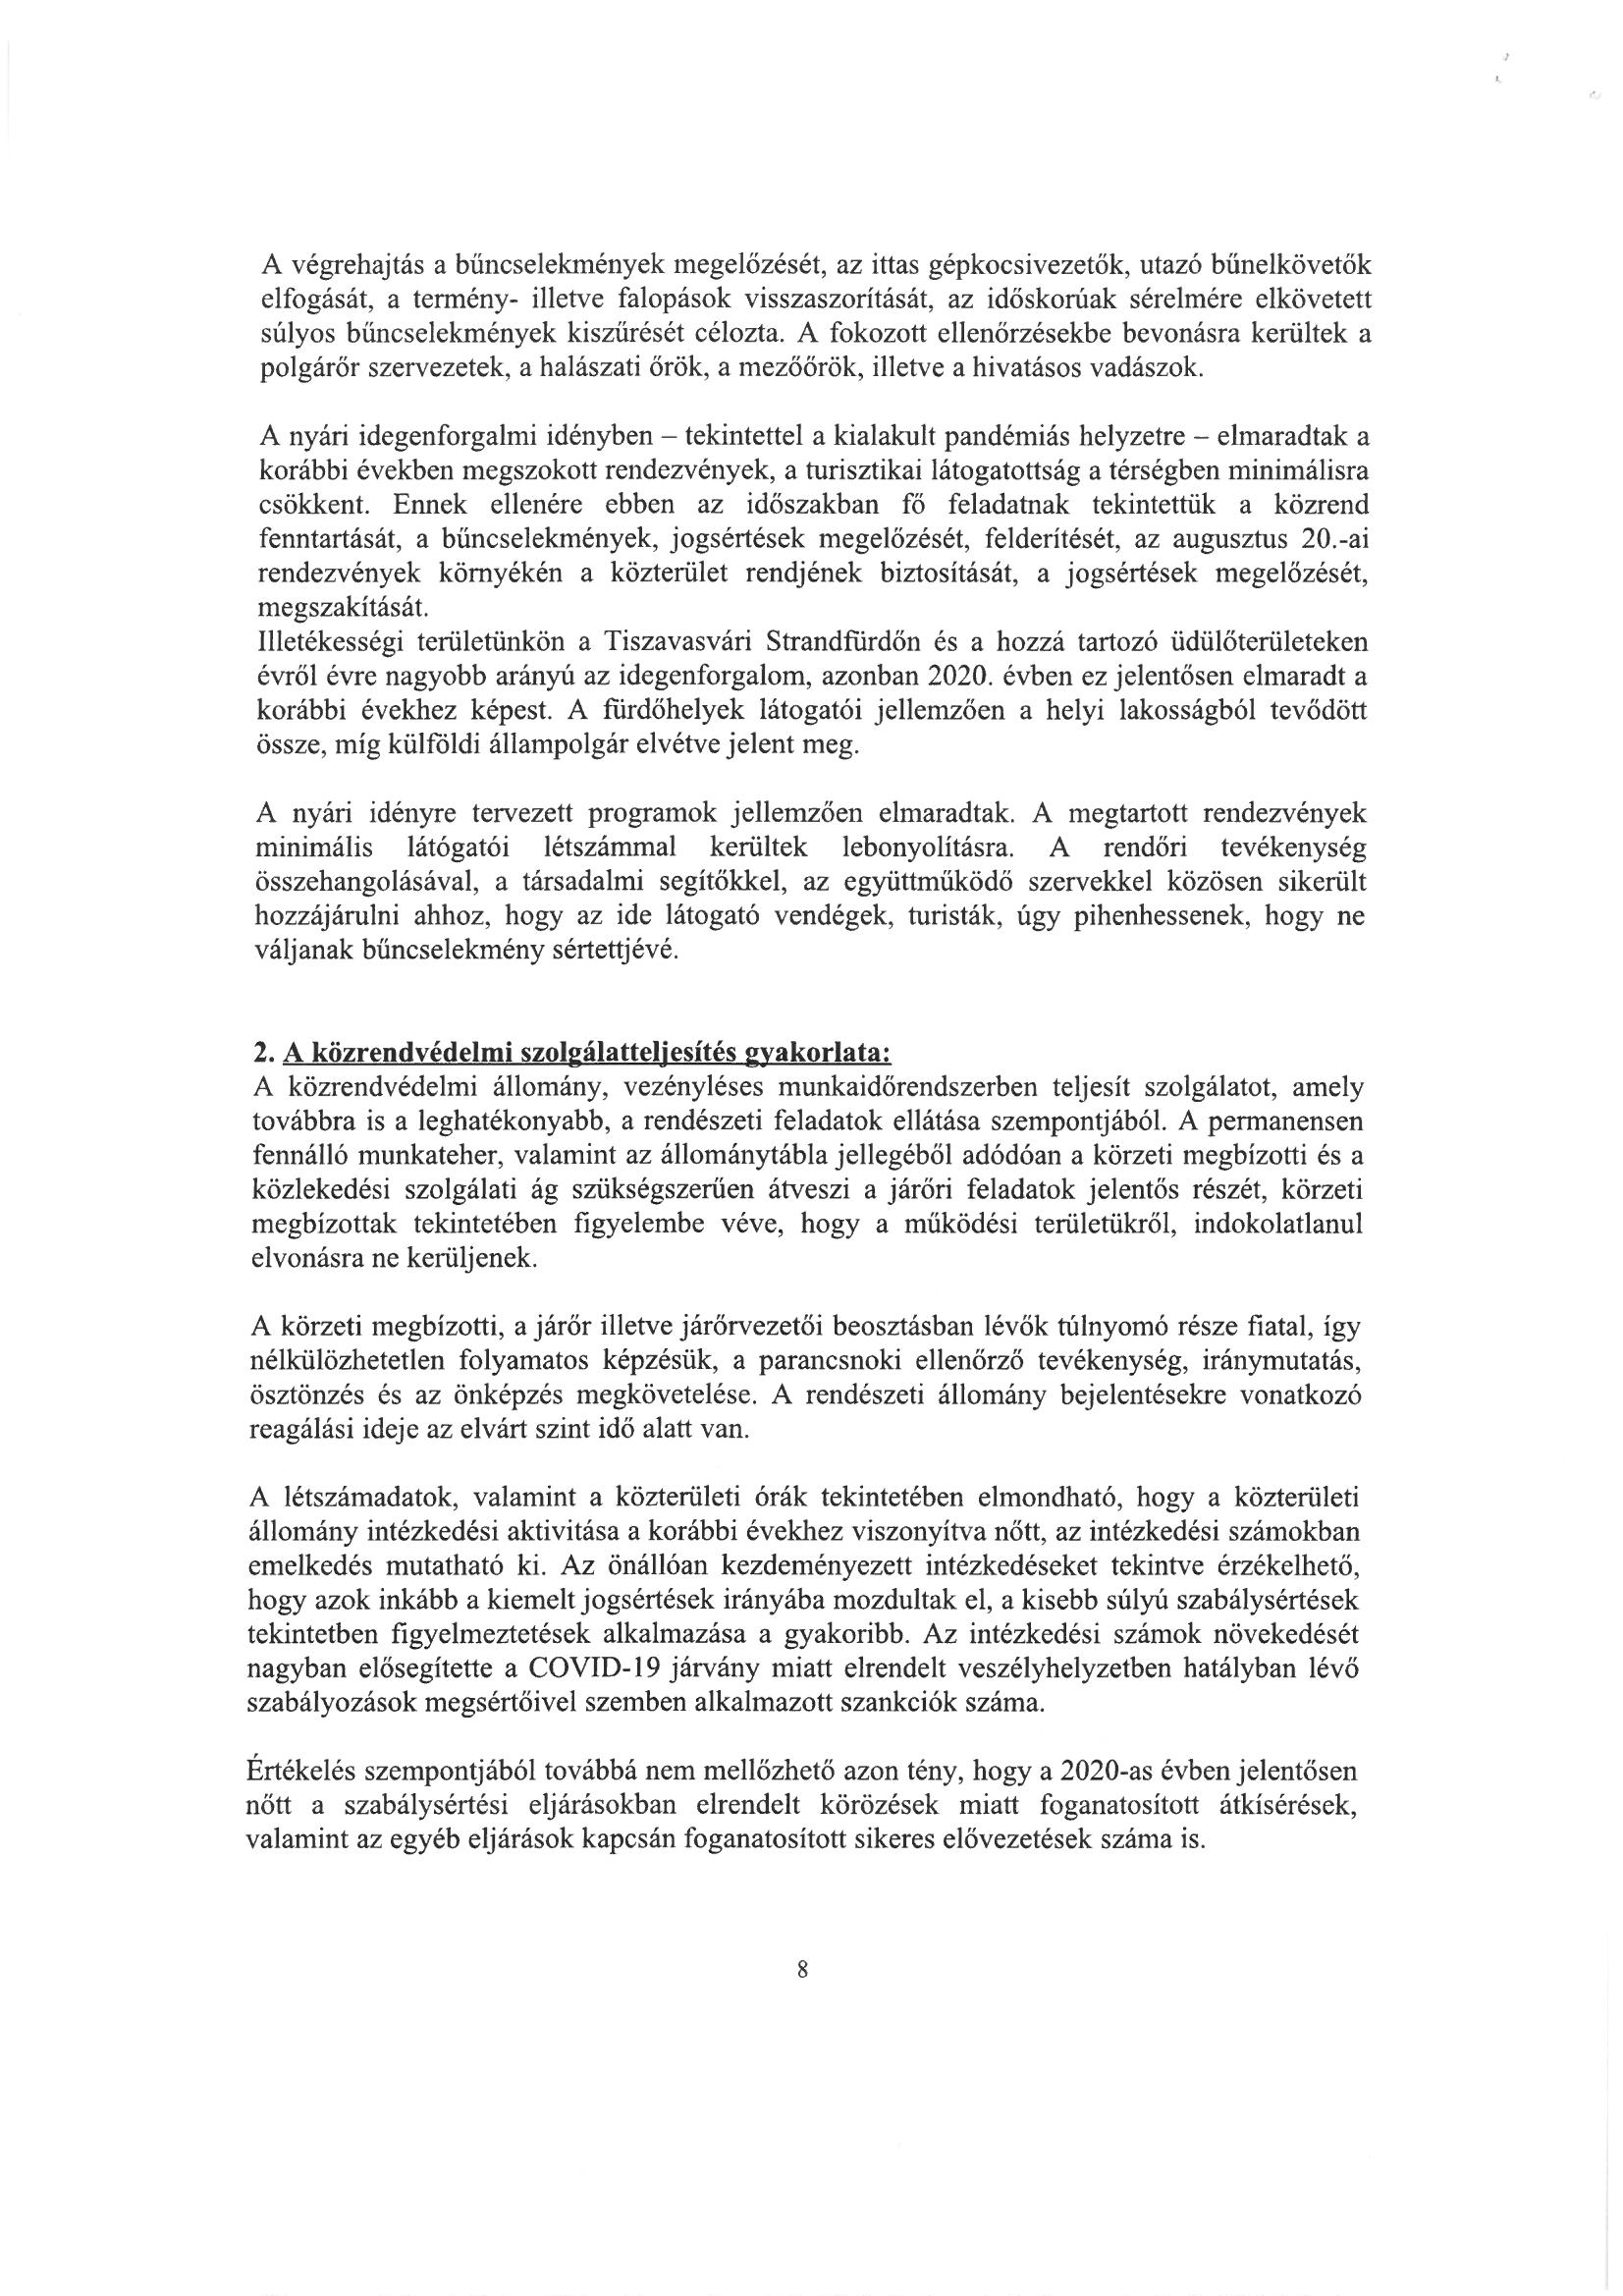 A végrehajtás a bűncselekmények megelőzését, az ittas gépkocsivezetők, utazó bűnelkövetők
elfogását, a termény- illetve falopások visszaszorítását, az időskorúak sérelmére elkövetett
súlyos bűncselekmények kiszűrését célozta. A fokozott ellenőrzésekbe bevonásra kerültek a
polgárőr szervezetek, a halászati őrök, a mezőőrök, illetve a hivatásos vadászok.
A nyári idegenforgalmi idényben – tekintettel a kialakult pandémiás helyzetre – elmaradtak a
korábbi években megszokott rendezvények, a turisztikai látogatottság a térségben minimálisra
csökkent. Ennek ellenére ebben az időszakban fő feladatnak tekintettük a közrend
fenntartását, a bűncselekmények, jogsértések megelőzését, felderítését, az augusztus 20.-ai
rendezvények környékén a közterület rendjének biztosítását, a jogsértések megelőzését,
megszakítását.
Illetékességi területünkön a Tiszavasvári Strandfürdőn és a hozzá tartozó üdülőterületeken
évről évre nagyobb arányú az idegenforgalom, azonban 2020. évben ez jelentősen elmaradt a
korábbi évekhez képest. A fürdőhelyek látogatói jellemzően a helyi lakosságból tevődött
össze, míg külföldi állampolgár elvétve jelent meg.
A nyári idényre tervezett programok jellemzően elmaradtak. A megtartott rendezvények
minimális látógatói létszámmal kerültek lebonyolításra. A rendőri tevékenység
összehangolásával, a társadalmi segítőkkel, az együttműködő szervekkel közösen sikerült
hozzájárulni ahhoz, hogy az ide látogató vendégek, turisták, úgy pihenhessenek, hogy ne
váljanak bűncselekmény sértettjévé.
2. A közrendvédelmi szolgálatteljesítés gyakorlata:
A közrendvédelmi állomány, vezényléses munkaidőrendszerben teljesít szolgálatot, amely
továbbra is a leghatékonyabb, a rendészeti feladatok ellátása szempontjából. A permanensen
fennálló munkateher, valamint az állománytábla jellegéből adódóan a körzeti megbízotti és a
közlekedési szolgálati ág szükségszerűen átveszi a járőri feladatok jelentős részét, körzeti
megbízottak tekintetében figyelembe véve, hogy a működési területükről, indokolatlanul
elvonásra ne kerüljenek.
A körzeti megbízotti, a járőr illetve járőrvezetői beosztásban lévők túlnyomó része fiatal, így
nélkülözhetetlen folyamatos képzésük, a parancsnoki ellenőrző tevékenység, iránymutatás,
ösztönzés és az önképzés megkövetelése. A rendészeti állomány bejelentésekre vonatkozó
reagálási ideje az elvárt szint idő alatt van.
A létszámadatok, valamint a közterületi órák tekintetében elmondható, hogy a közterületi
állomány intézkedési aktivitása a korábbi évekhez viszonyítva nőtt, az intézkedési számokban
emelkedés mutatható ki. Az önállóan kezdeményezett intézkedéseket tekintve érzékelhető,
hogy azok inkább a kiemelt jogsértések irányába mozdultak el, a kisebb súlyú szabálysértések
tekintetben figyelmeztetések alkalmazása a gyakoribb. Az intézkedési számok növekedését
nagyban elősegítette a COVID-19 járvány miatt elrendelt veszélyhelyzetben hatályban lévő
szabályozások megsértőivel szemben alkalmazott szankciók száma.
Értékelés szempontjából továbbá nem mellőzhető azon tény, hogy a 2020-as évben jelentősen
nőtt a szabálysértési eljárásokban elrendelt körözések miatt foganatosított átkísérések,
valamint az egyéb eljárások kapcsán foganatosított sikeres elővezetések száma is.
8